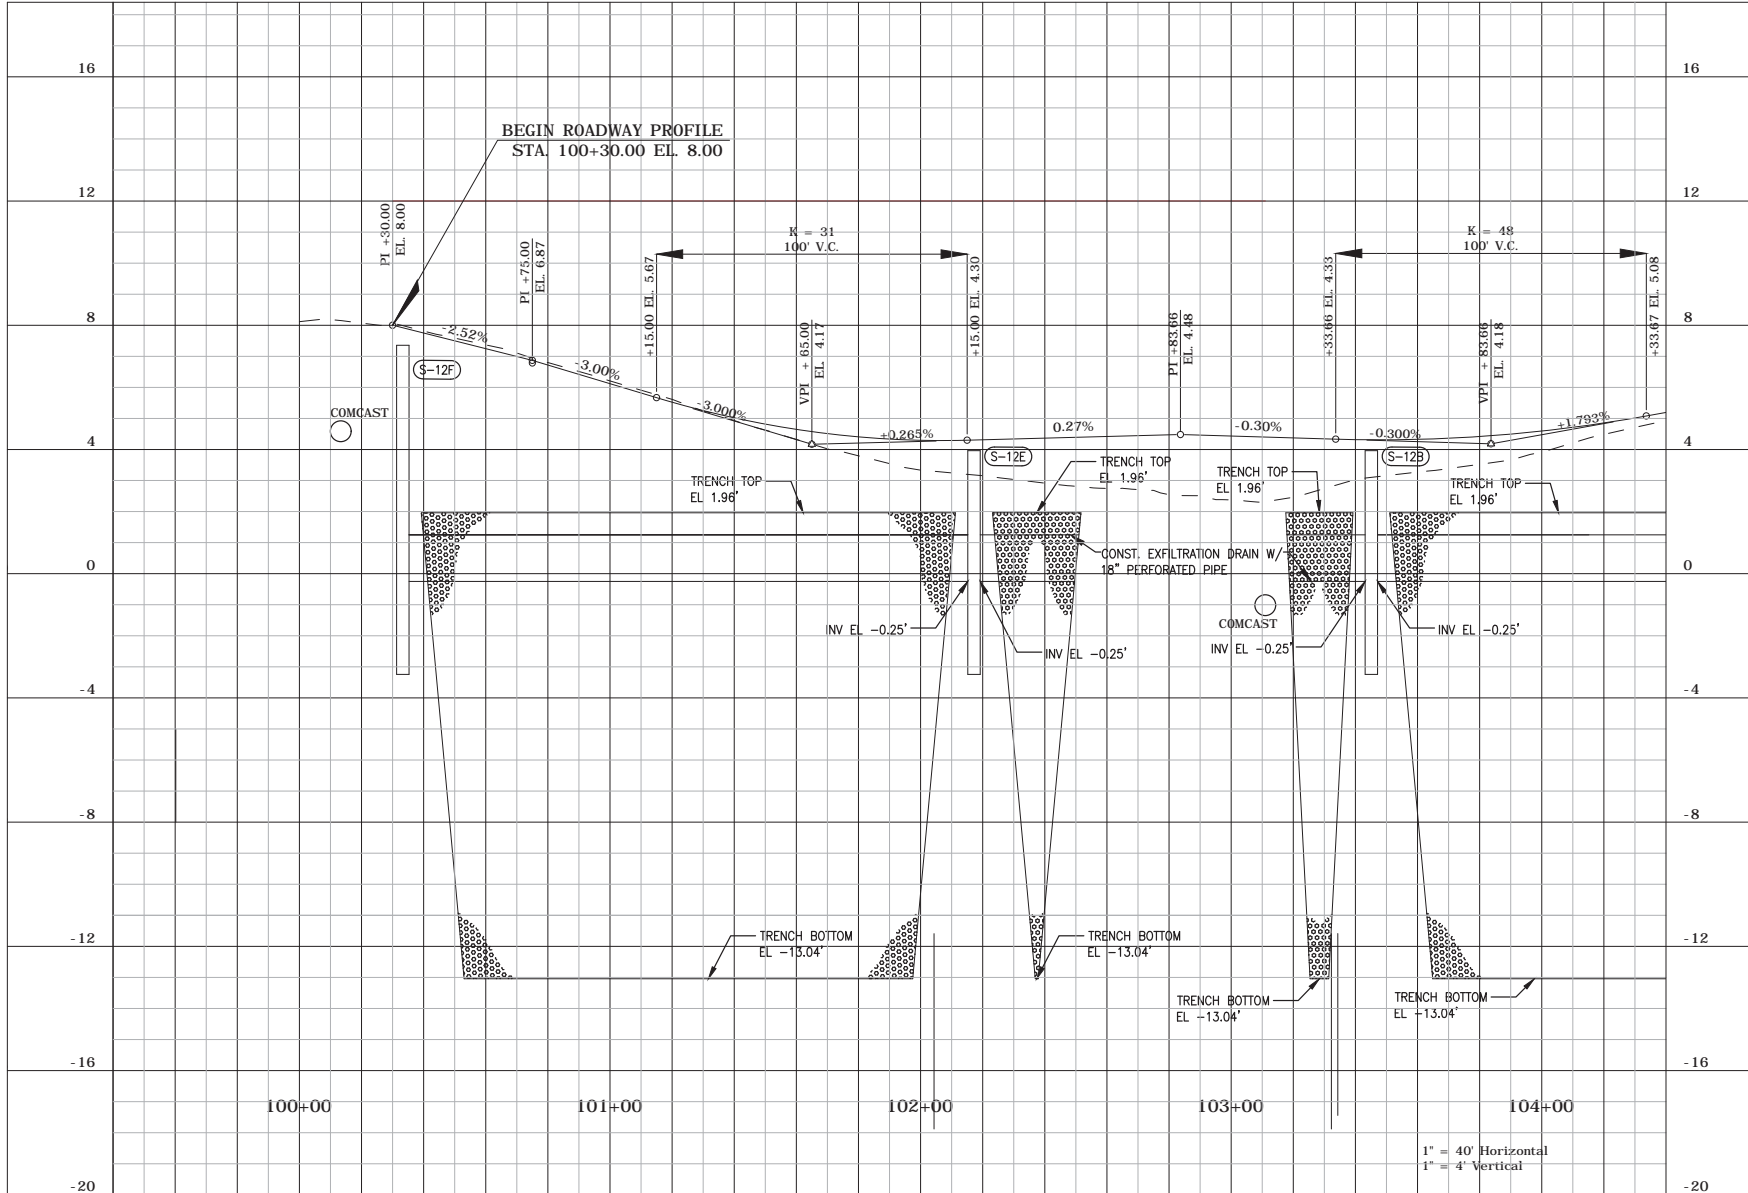 16
16
BEGIN ROADWAY PROFILE
STA. 100+30.00 EL. 8.00
12
12
PI +30.00
EL. 8.00
PI +75.00
EL. 6.87
+15.00 EL. 5.67
K = 31
100' V.C.
VPI + 65.00
EL. 4.17
+15.00 EL. 4.30
PI +83.66
EL. 4.48
+33.66 EL. 4.33
K = 48
100' V.C.
VPI + 83.66
EL. 4.18
+33.67 EL. 5.08
8
8
-2.52%
-3.00%
-3.000%
+0.265%
0.27%
-0.30%
-0.300%
+1.793%
S-12F
COMCAST
4
4
S-12E
S-12B
TRENCH TOP
EL 1.96'
TRENCH TOP
EL 1.96'
TRENCH TOP
EL 1.96'
TRENCH TOP
EL 1.96'
CONST. EXFILTRATION DRAIN W/
18" PERFORATED PIPE
0
0
INV EL -0.25'
INV EL -0.25'
COMCAST
INV EL -0.25'
INV EL -0.25'
-4
-4
-8
-8
-12
-12
TRENCH BOTTOM
EL -13.04'
TRENCH BOTTOM
EL -13.04'
TRENCH BOTTOM
EL -13.04'
TRENCH BOTTOM
EL -13.04'
-16
-16
100+00
101+00
102+00
103+00
104+00
1" = 40' Horizontal
1" = 4' Vertical
-20
-20